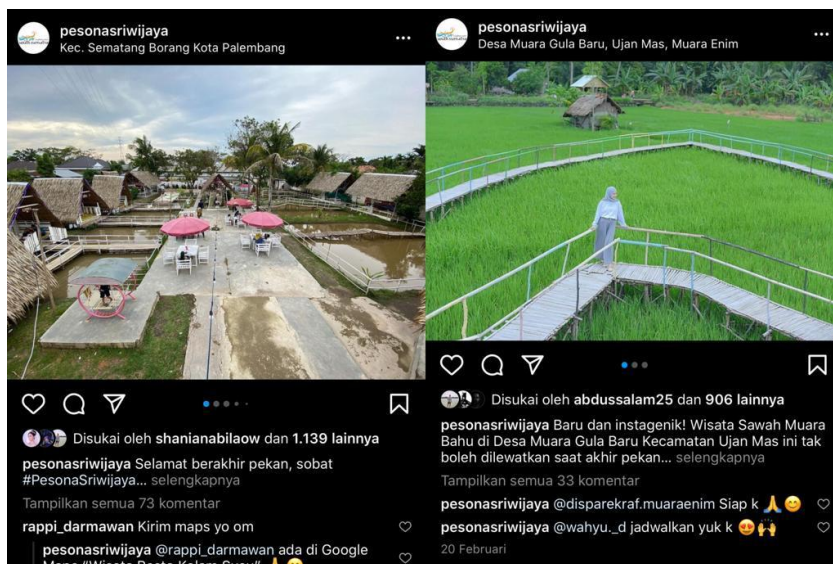 pesonasriwijaya
Kec. Sematang Borang Kota Palembang
Disukai oleh shanianabilaow dan 1.139 lainnya
pesonasriwijaya Selamat berakhir pekan, sobat
#PesonaSriwijaya... selengkapnya
Tampilkan semua 73 komentar
rappi_darmawan Kirim maps yo om
pesonasriwijaya @rappi_darmawan ada di Google
pesonasriwijaya
Desa Muara Gula Baru, Ujan Mas, Muara Enim
Disukai oleh abdussalam25 dan 906 lainnya
pesonasriwijaya Baru dan instagenik! Wisata Sawah Muara
Bahu di Desa Muara Gula Baru Kecamatan Ujan Mas ini tak
boleh dilewatkan saat akhir pekan... selengkapnya
Tampilkan semua 33 komentar
pesonasriwijaya @disparekraf.muaraenim Siap k 🙏😊
pesonasriwijaya @wahyu._d jadwalkan yuk k 😍🙌
20 Februari